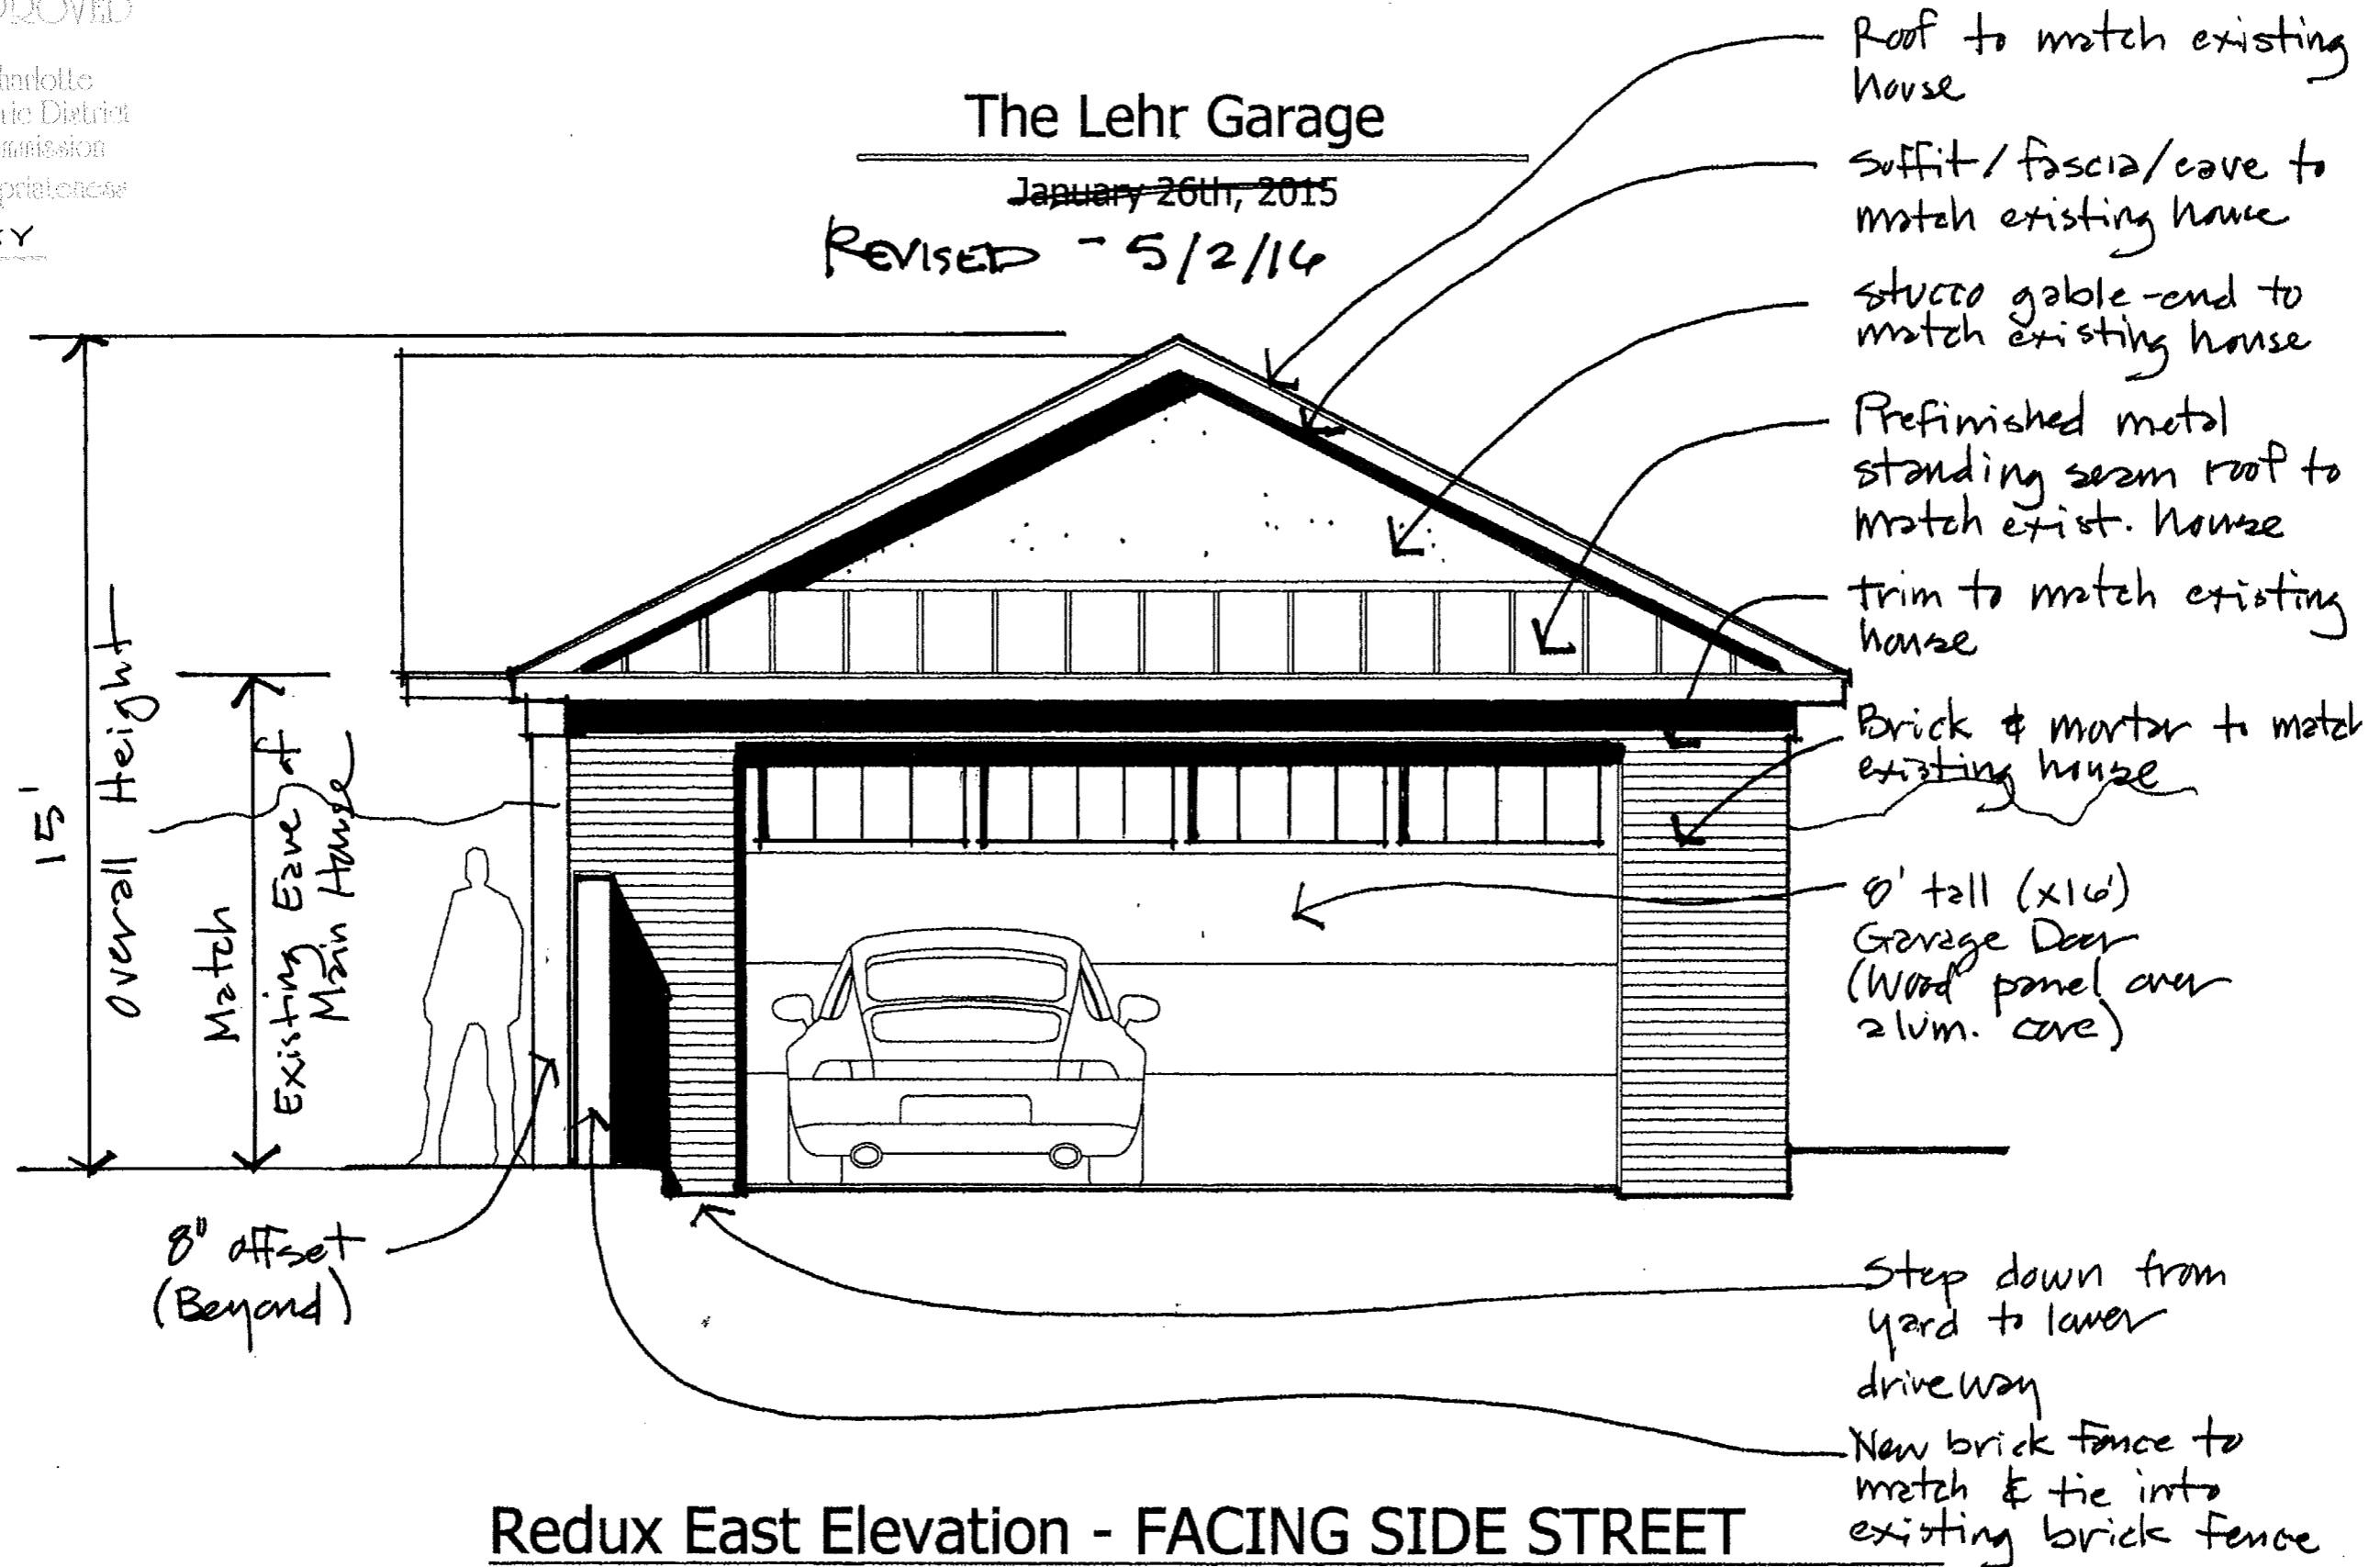 The Lehr Garage
January 26th, 2015
REVISED - 5/2/16
Roof to match existing
house
Soffit/fascia/eave to
match existing house
stucco gable-end to
match existing house
Prefinished metal
standing seam roof to
match exist. house
trim to match existing
house
Brick & mortar to match
existing house
8' tall (x16')
Garage Door
(Wood panel over
alum. core)
Step down from
yard to lower
driveway
New brick fence to
match & tie into
existing brick fence
15'
Overall Height
Match
Existing Eave of
Main House
8" offset
(Beyond)
Redux East Elevation - FACING SIDE STREET